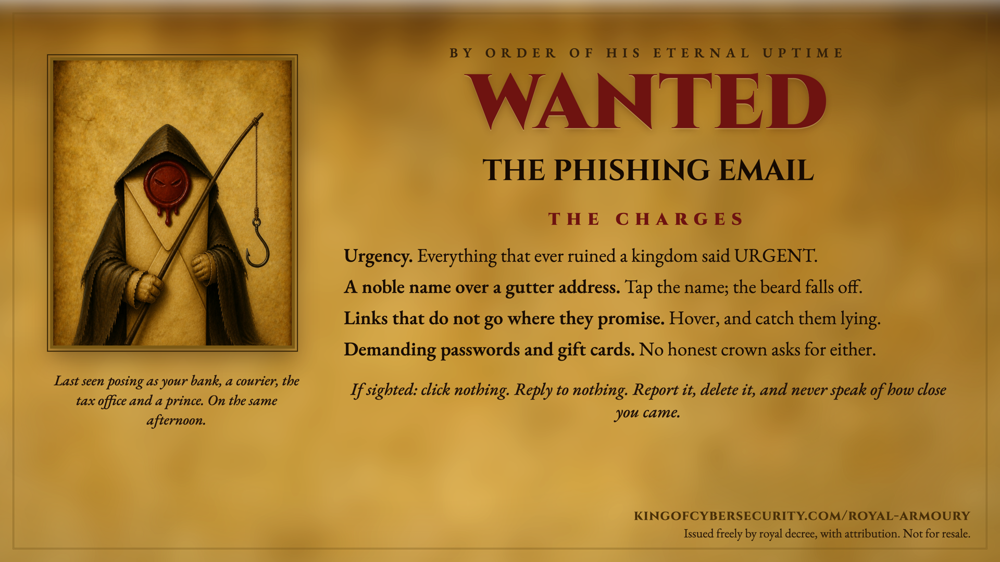 BY ORDER OF HIS ETERNAL UPTIME
WANTED
THE PHISHING EMAIL
THE CHARGES
Urgency. Everything that ever ruined a kingdom said URGENT.
A noble name over a gutter address. Tap the name; the beard falls off.
Links that do not go where they promise. Hover, and catch them lying.
Demanding passwords and gift cards. No honest crown asks for either.
If sighted: click nothing. Reply to nothing. Report it, delete it, and never speak of how close
you came.
Last seen posing as your bank, a courier, the
tax office and a prince. On the same
afternoon.
KINGOFCYBERSECURITY.COM/ROYAL-ARMOURY
Issued freely by royal decree, with attribution. Not for resale.